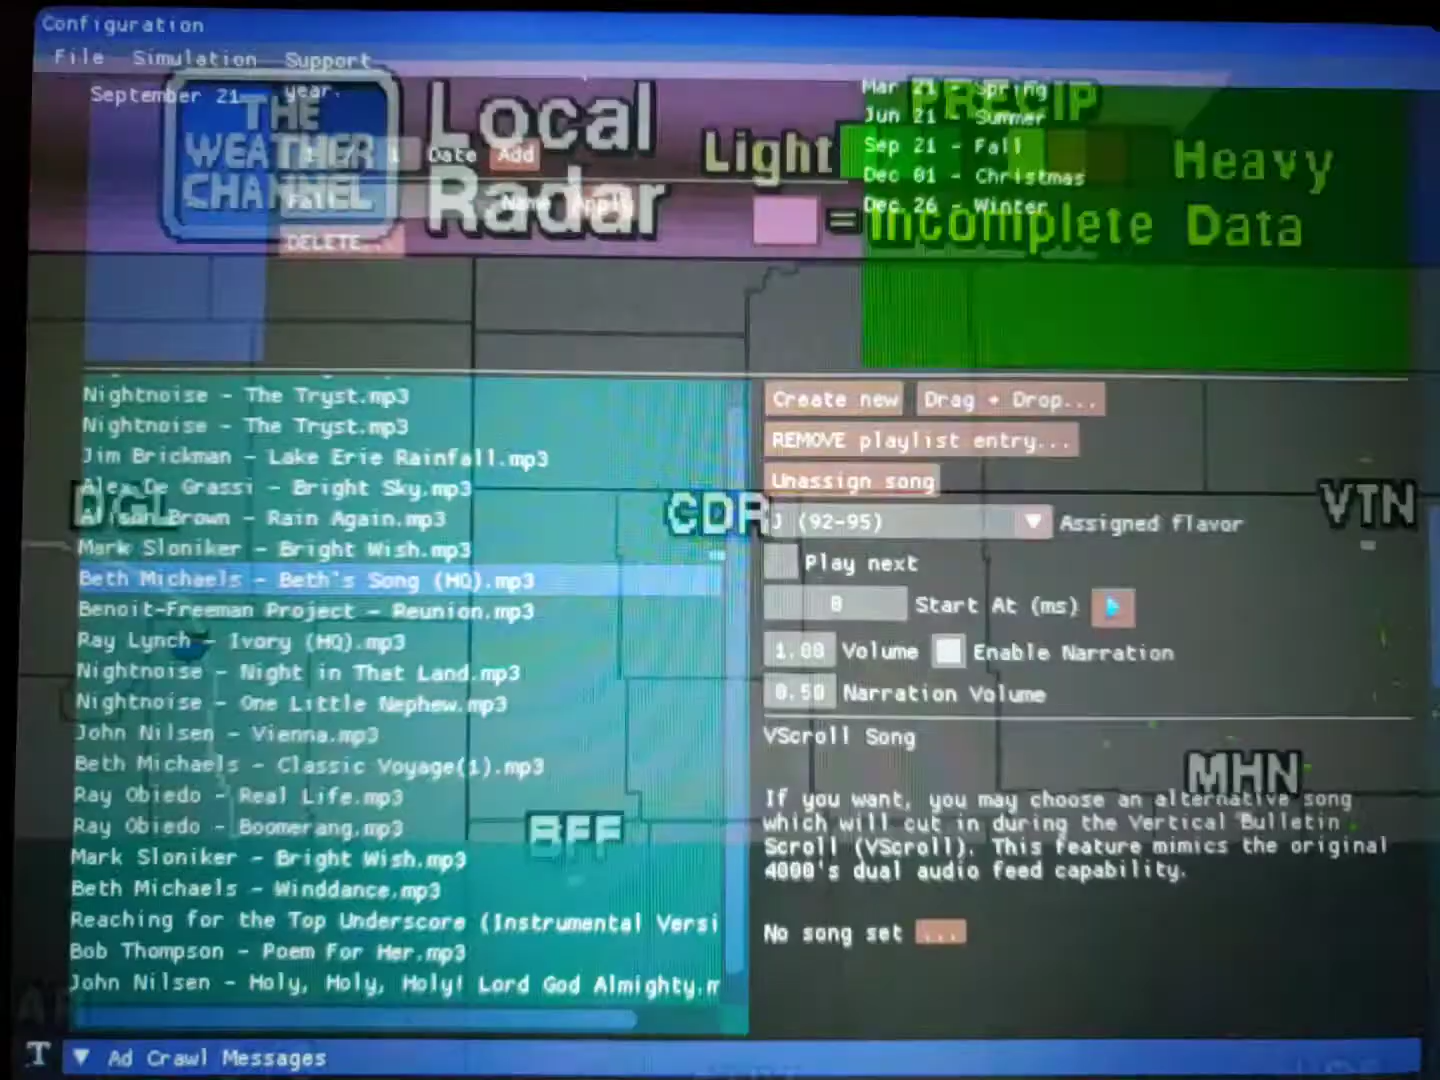 Configuration
File Simulation Support
September 21
year.
Mar 21 - Spring
Jun 21 - Summer
Sep 21 - Fall
Dec 01 - Christmas
Dec 26 - Winter
THE
WEATHER
CHANNEL
Local
Radar
PRECIP
Light
Heavy
= Incomplete Data
1 Date Add
Fall Name Apply
DELETE...
Nightnoise - The Tryst.mp3
Nightnoise - The Tryst.mp3
Jim Brickman - Lake Erie Rainfall.mp3
Alex De Grassi - Bright Sky.mp3
Alison Brown - Rain Again.mp3
Mark Sloniker - Bright Wish.mp3
Beth Michaels - Beth's Song (HQ).mp3
Benoit-Freeman Project - Reunion.mp3
Ray Lynch - Ivory (HQ).mp3
Nightnoise - Night in That Land.mp3
Nightnoise - One Little Nephew.mp3
John Nilsen - Vienna.mp3
Beth Michaels - Classic Voyage(1).mp3
Ray Obiedo - Real Life.mp3
Ray Obiedo - Boomerang.mp3
Mark Sloniker - Bright Wish.mp3
Beth Michaels - Winddance.mp3
Reaching for the Top Underscore (Instrumental Versi
Bob Thompson - Poem For Her.mp3
John Nilsen - Holy, Holy, Holy! Lord God Almighty.m
Create new Drag + Drop...
REMOVE playlist entry...
Unassign song
J (92-95) Assigned flavor
Play next
0 Start At (ms)
1.00 Volume Enable Narration
0.50 Narration Volume
VScroll Song
If you want, you may choose an alternative song
which will cut in during the Vertical Bulletin
Scroll (VScroll). This feature mimics the original
4000's dual audio feed capability.
No song set ...
DGL
CDR
VTN
MHN
BFF
T
Ad Crawl Messages